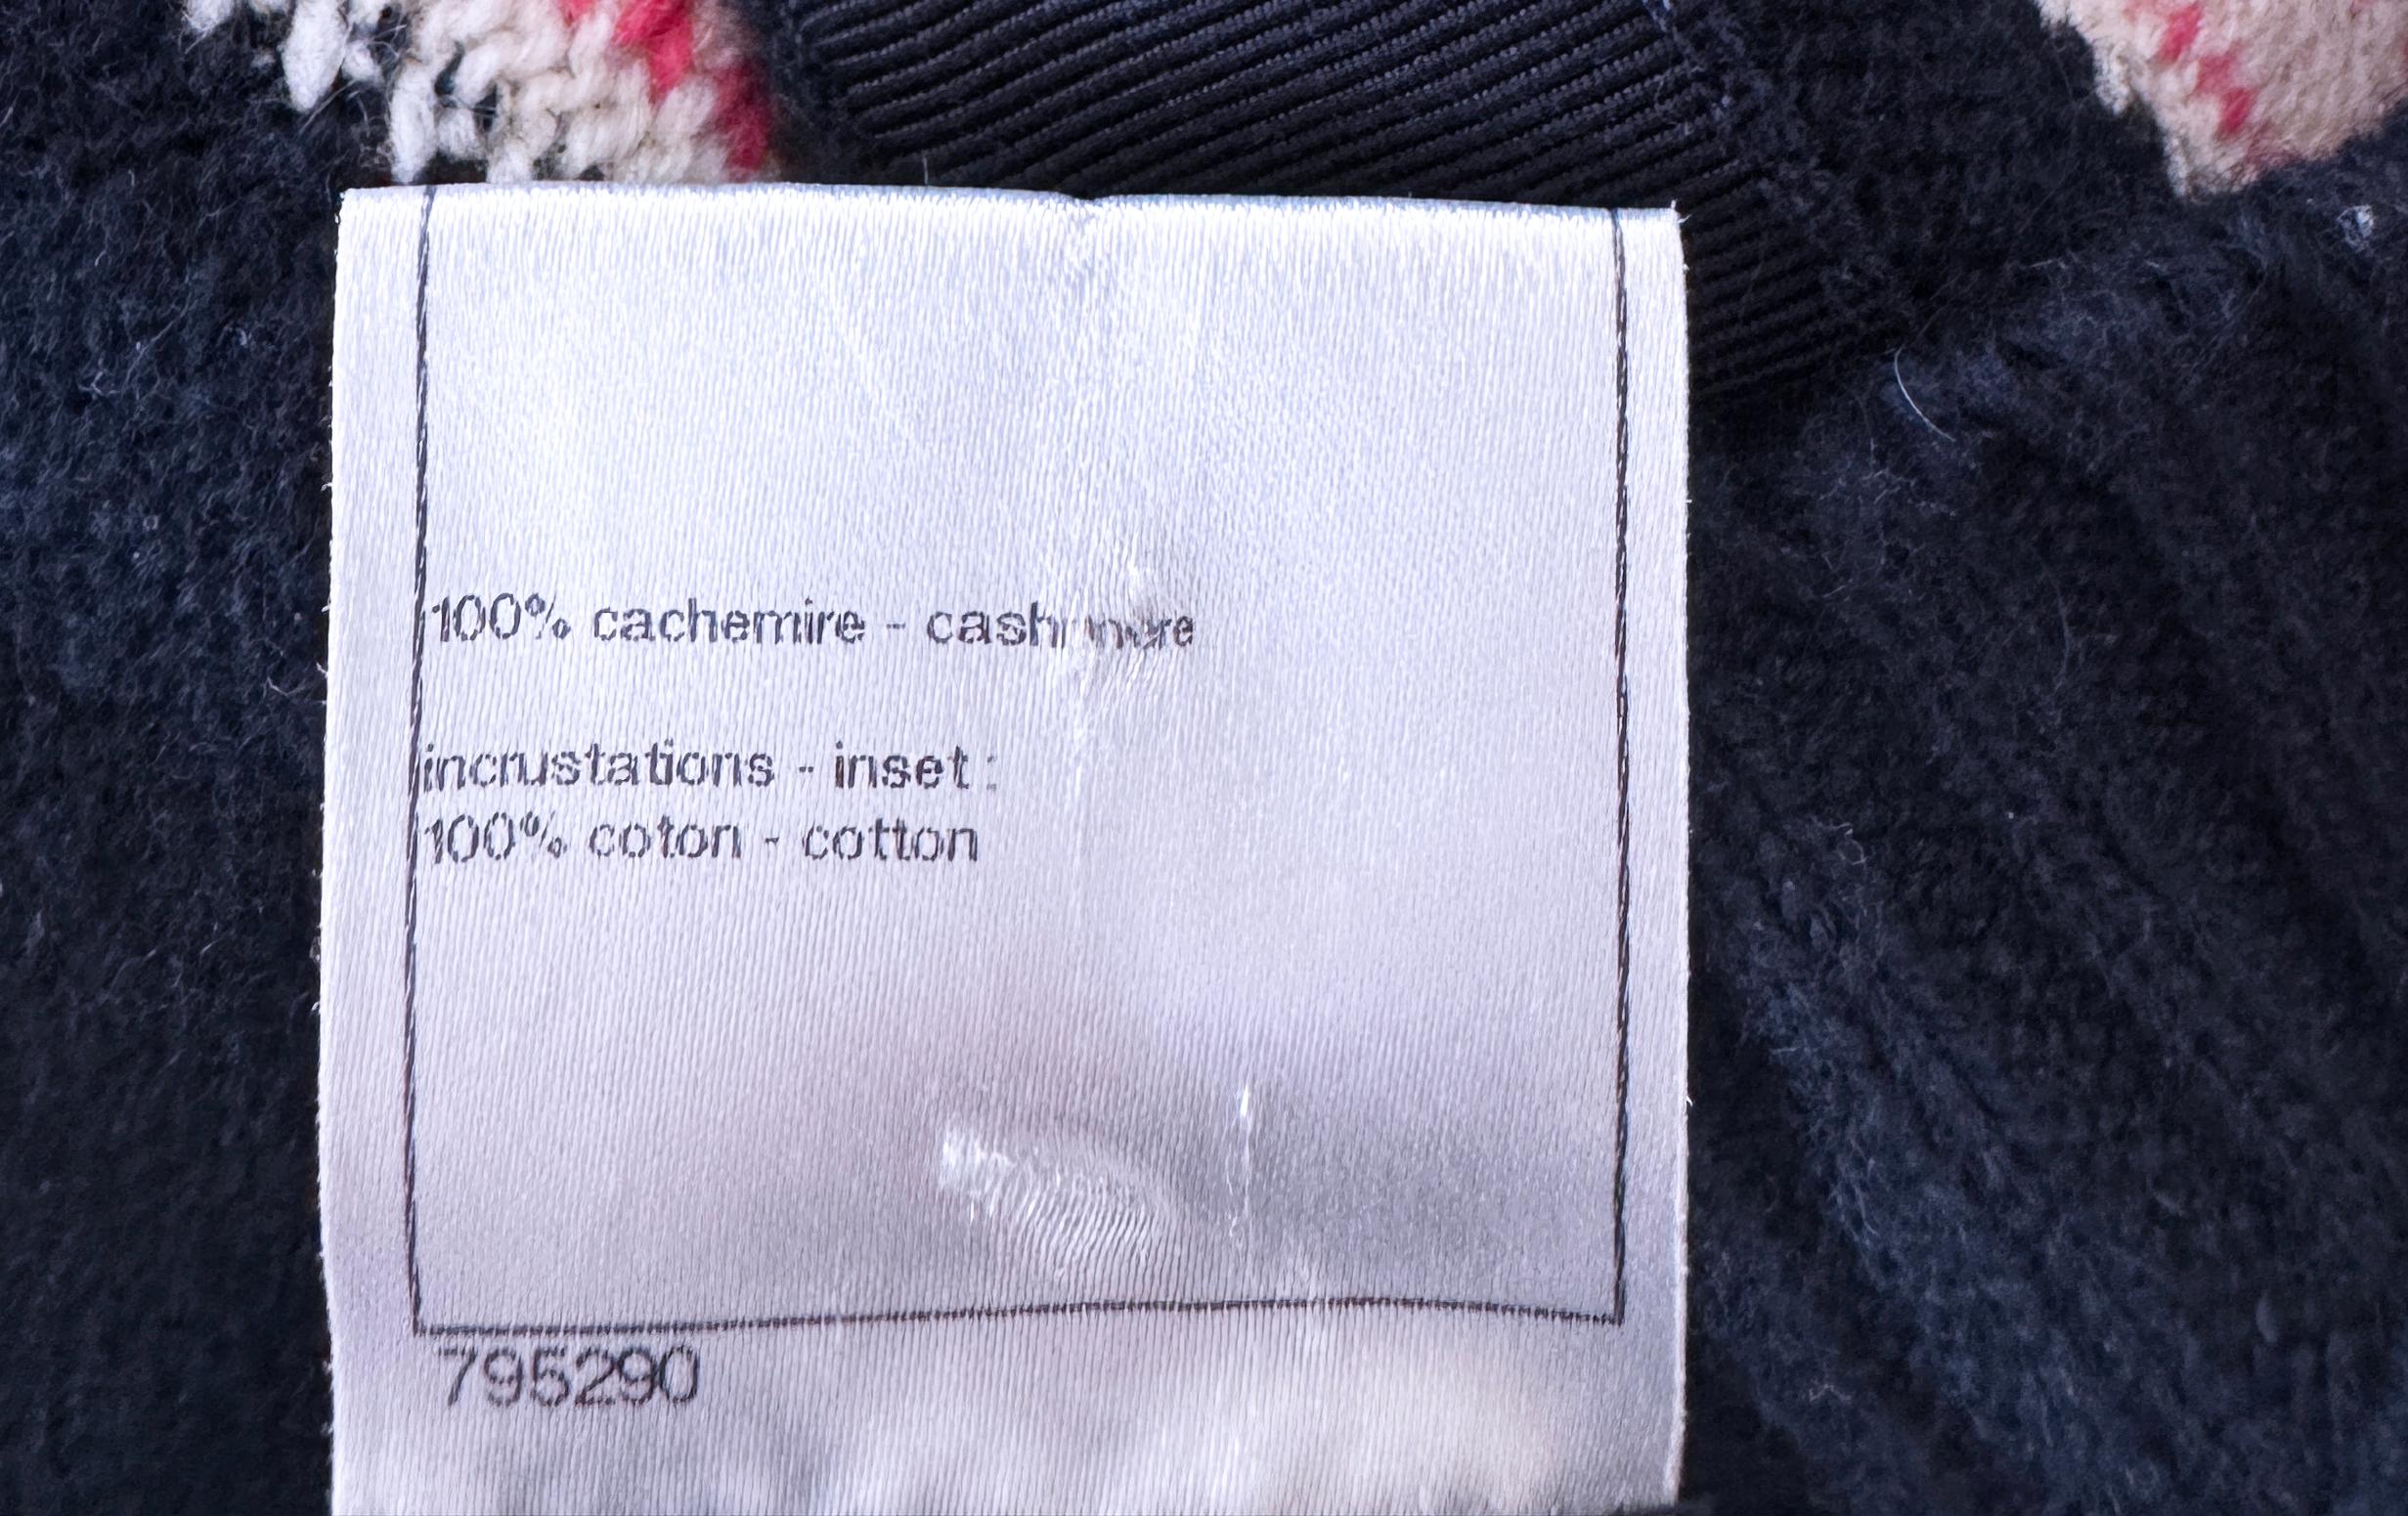 100% cachemire - cashmere
incrustations - inset :
100% coton - cotton
795290